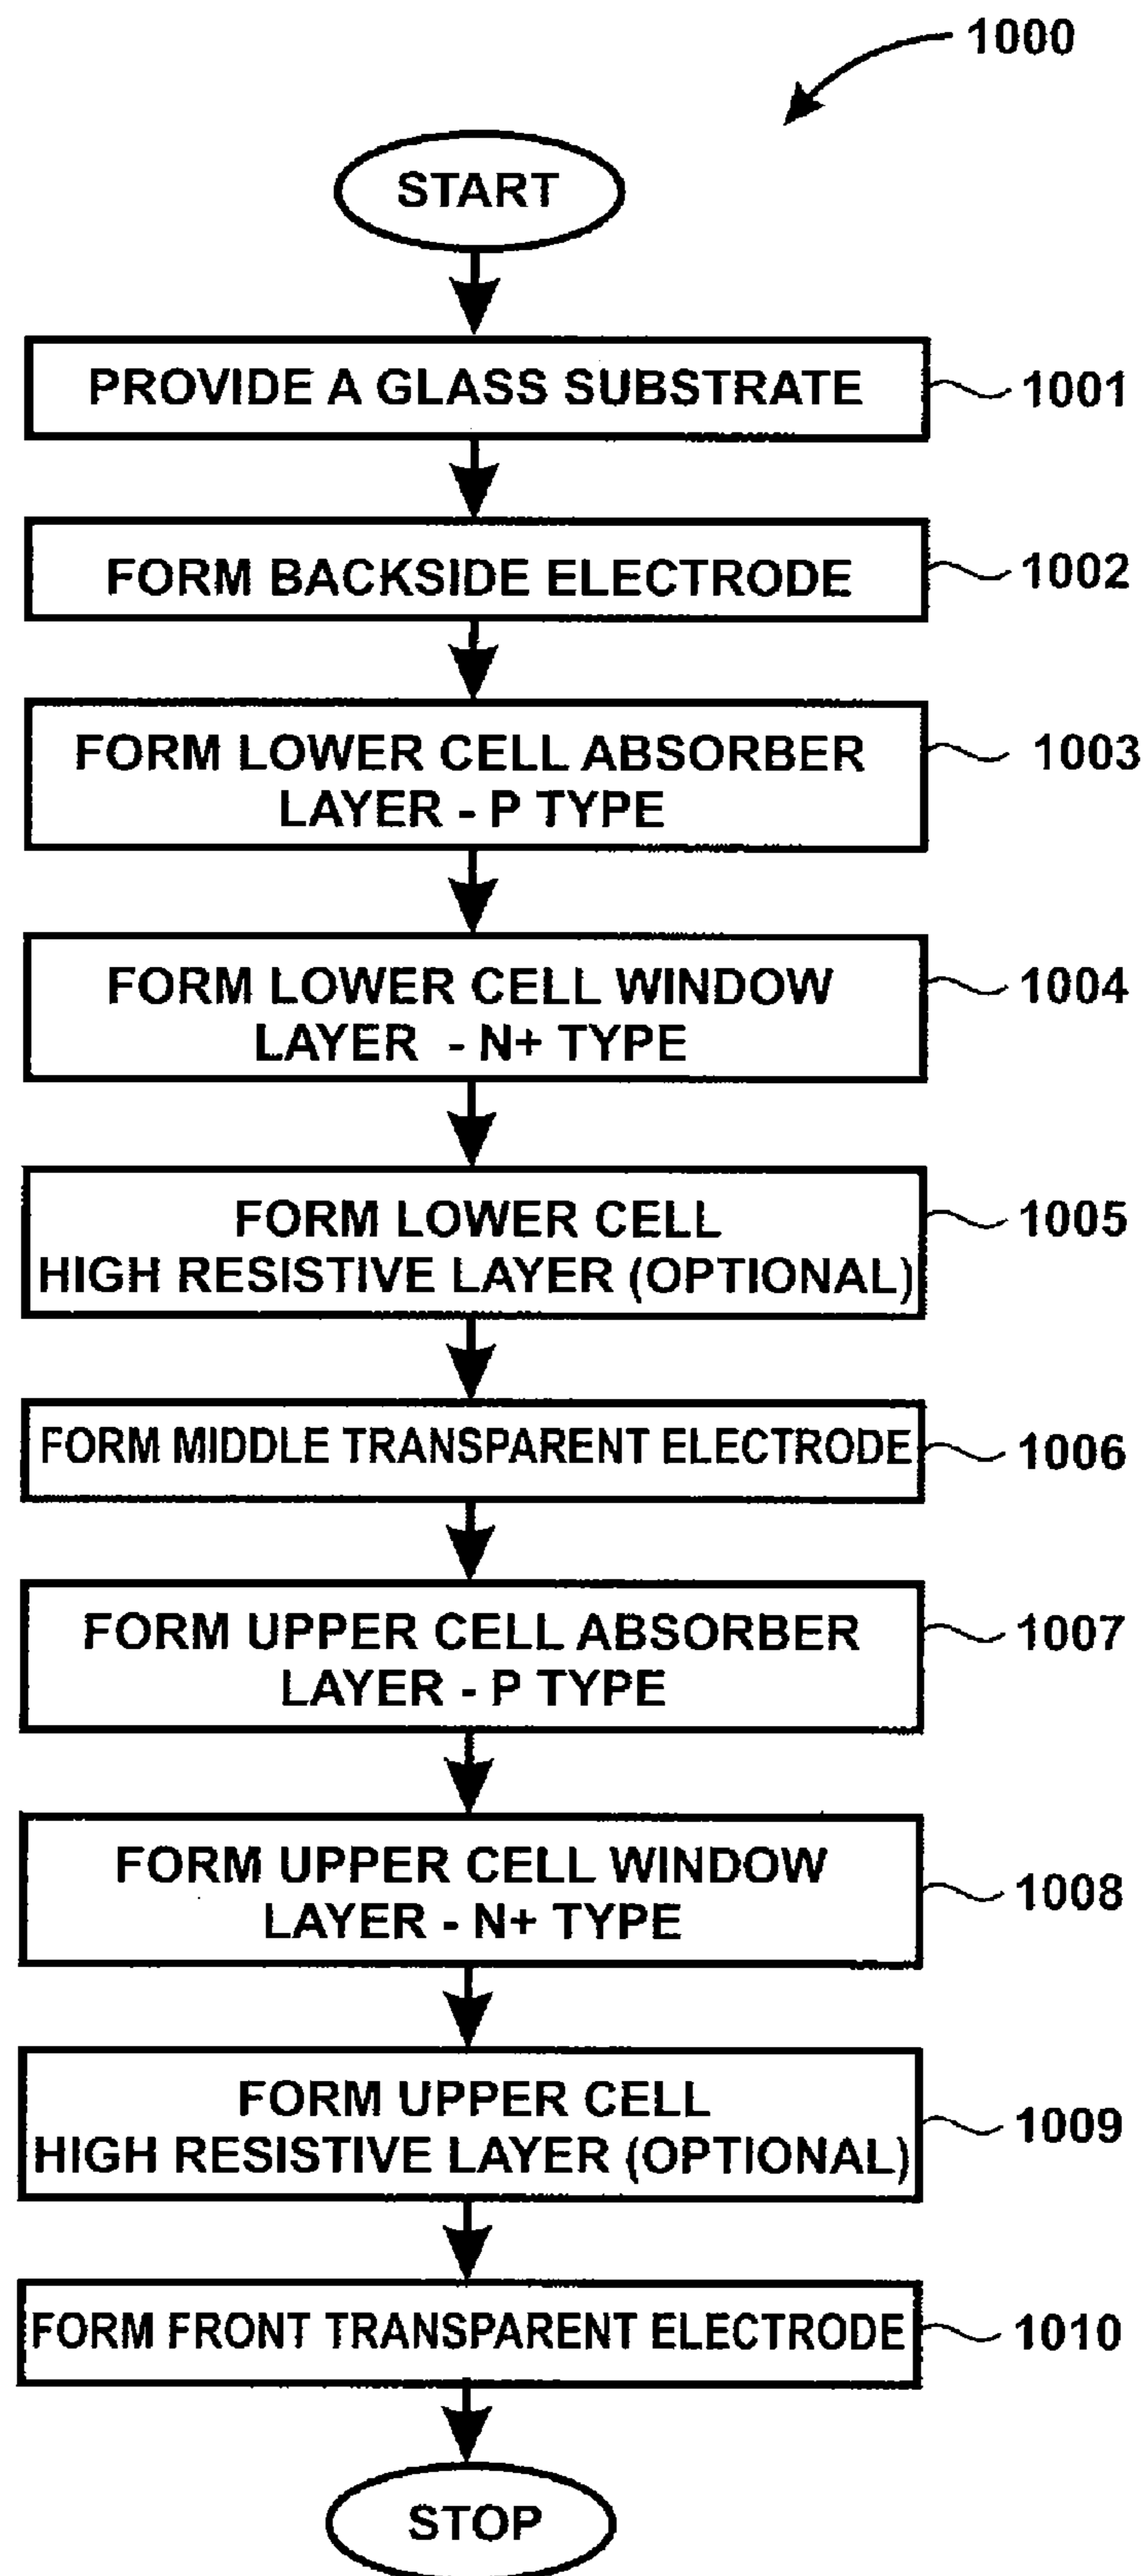 1000
START
PROVIDE A GLASS SUBSTRATE
1001
FORM BACKSIDE ELECTRODE
1002
FORM LOWER CELL ABSORBER
LAYER - P TYPE
1003
FORM LOWER CELL WINDOW
LAYER - N+ TYPE
1004
FORM LOWER CELL
HIGH RESISTIVE LAYER (OPTIONAL)
1005
FORM MIDDLE TRANSPARENT ELECTRODE
1006
FORM UPPER CELL ABSORBER
LAYER - P TYPE
1007
FORM UPPER CELL WINDOW
LAYER - N+ TYPE
1008
FORM UPPER CELL
HIGH RESISTIVE LAYER (OPTIONAL)
1009
FORM FRONT TRANSPARENT ELECTRODE
1010
STOP